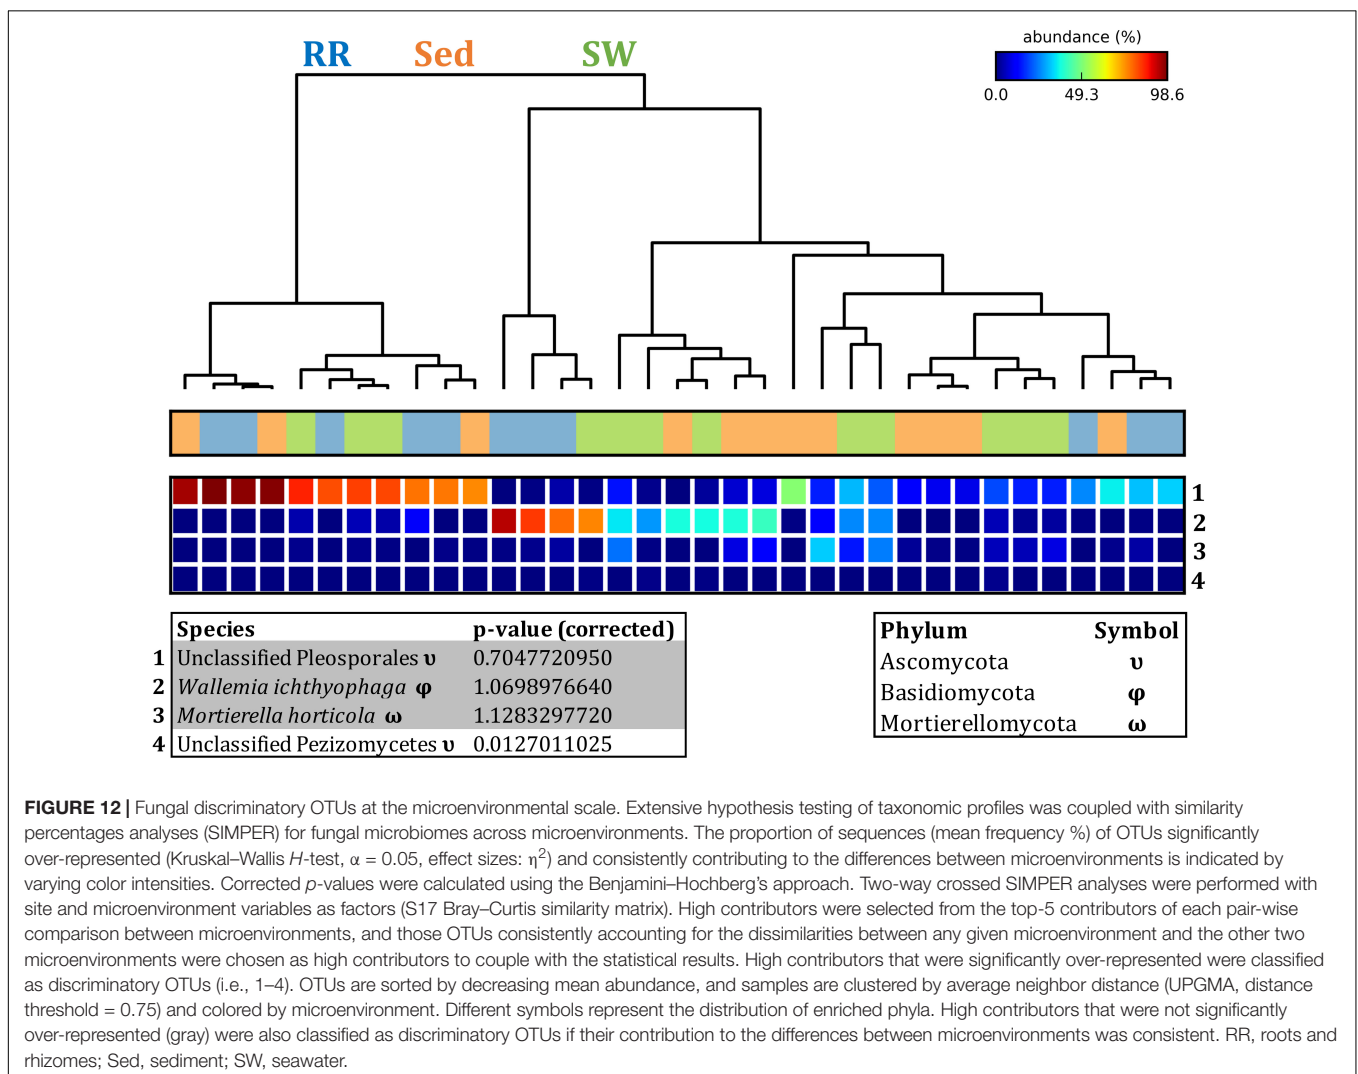 RR Sed SW
abundance (%)
0.0 49.3 98.6
1
2
3
4
Species p-value (corrected)
1 Unclassified Pleosporales υ 0.7047720950
2 Wallemia ichthyophaga φ 1.0698976640
3 Mortierella horticola ω 1.1283297720
4 Unclassified Pezizomycetes υ 0.0127011025
Phylum Symbol
Ascomycota υ
Basidiomycota φ
Mortierellomycota ω
FIGURE 12 | Fungal discriminatory OTUs at the microenvironmental scale. Extensive hypothesis testing of taxonomic profiles was coupled with similarity
percentages analyses (SIMPER) for fungal microbiomes across microenvironments. The proportion of sequences (mean frequency %) of OTUs significantly
over-represented (Kruskal–Wallis H-test, α = 0.05, effect sizes: η²) and consistently contributing to the differences between microenvironments is indicated by
varying color intensities. Corrected p-values were calculated using the Benjamini–Hochberg's approach. Two-way crossed SIMPER analyses were performed with
site and microenvironment variables as factors (S17 Bray–Curtis similarity matrix). High contributors were selected from the top-5 contributors of each pair-wise
comparison between microenvironments, and those OTUs consistently accounting for the dissimilarities between any given microenvironment and the other two
microenvironments were chosen as high contributors to couple with the statistical results. High contributors that were significantly over-represented were classified
as discriminatory OTUs (i.e., 1–4). OTUs are sorted by decreasing mean abundance, and samples are clustered by average neighbor distance (UPGMA, distance
threshold = 0.75) and colored by microenvironment. Different symbols represent the distribution of enriched phyla. High contributors that were not significantly
over-represented (gray) were also classified as discriminatory OTUs if their contribution to the differences between microenvironments was consistent. RR, roots and
rhizomes; Sed, sediment; SW, seawater.